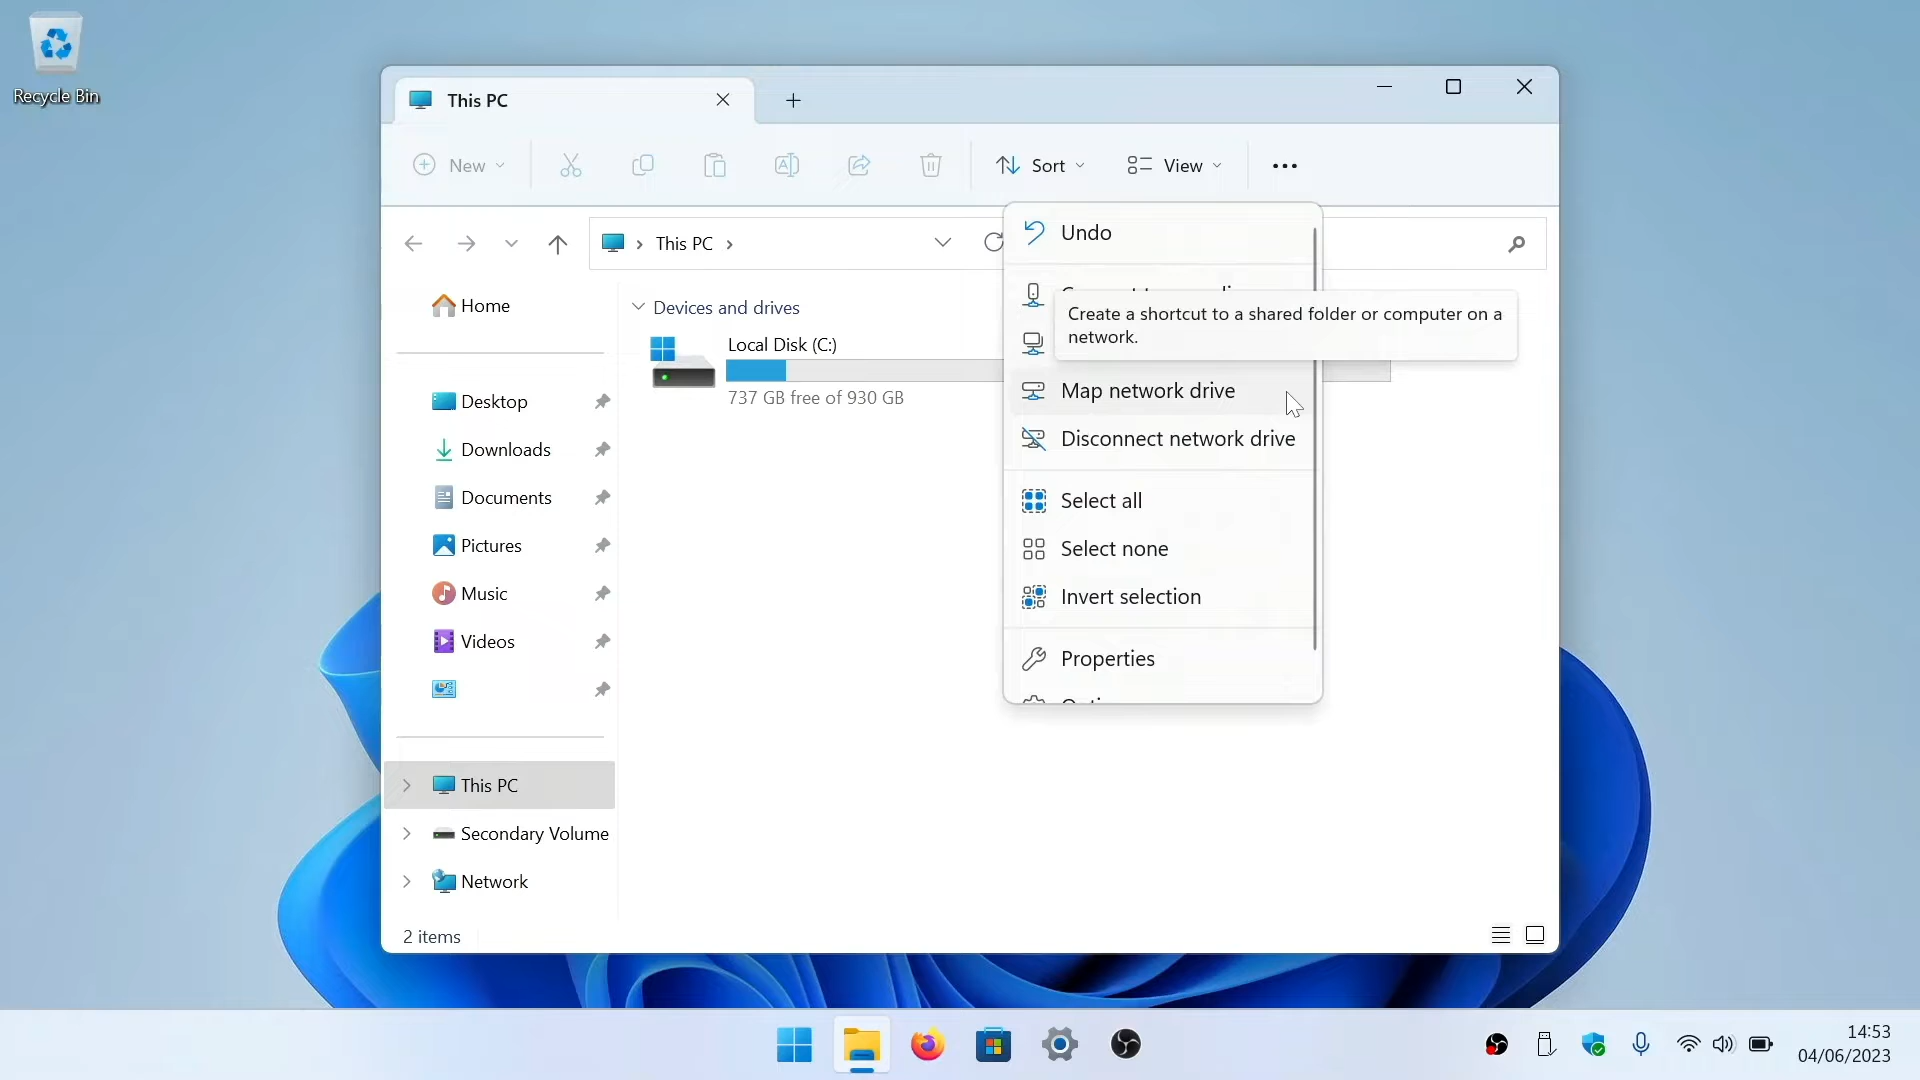 Recycle Bin
This PC
New
Sort
View
This PC
Undo
Create a shortcut to a shared folder or computer on a
network.
Map network drive
Disconnect network drive
Select all
Select none
Invert selection
Properties
Home
Desktop
Downloads
Documents
Pictures
Music
Videos
This PC
Secondary Volume
Network
Devices and drives
Local Disk (C:)
737 GB free of 930 GB
2 items
14:53
04/06/2023